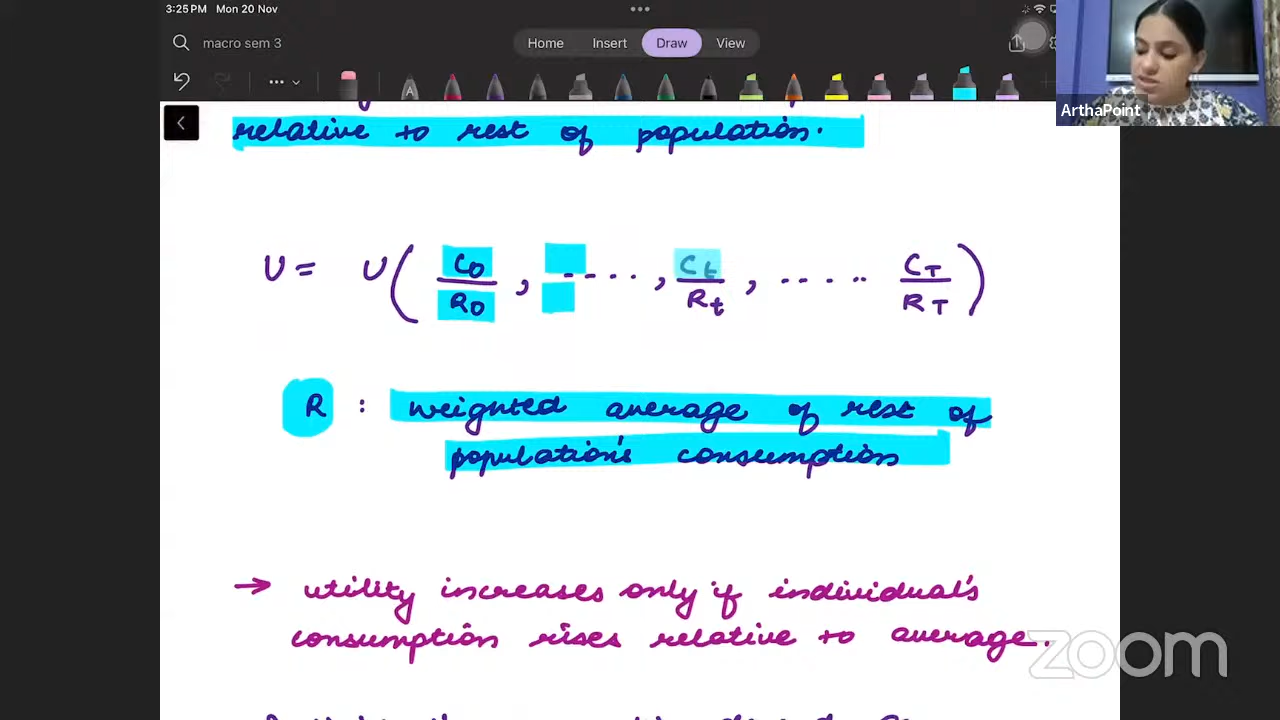 3:25 PM Mon 20 Nov
macro sem 3
Home Insert Draw View
A
ArthaPoint
relative to rest of population.
U = U( C0/R0 , ....., Ct/Rt , ..... CT/RT )
R : weighted average of rest of
population's consumption
→ utility increases only if individual's
consumption rises relative to average.
zoom